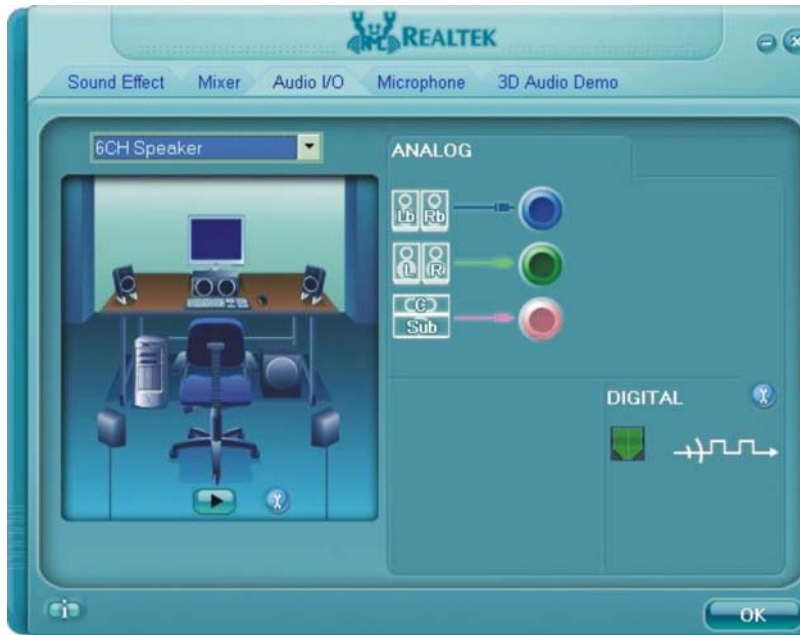 REALTEK
Sound Effect Mixer Audio I/O Microphone 3D Audio Demo
6CH Speaker
ANALOG
Lb Rb
L R
C
Sub
DIGITAL
i
OK